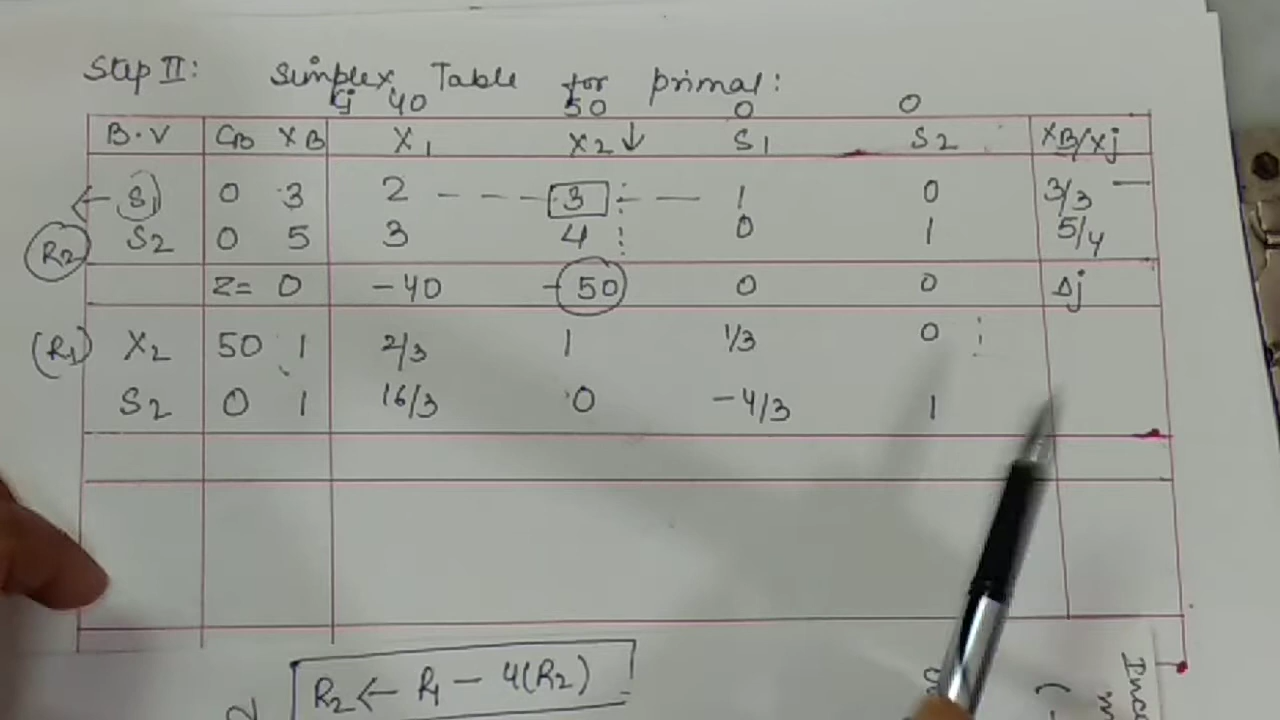 Step II: Simplex Table for primal:
Cj 40 50 0 0
B.V CB XB X1 X2↓ S1 S2 XB/Xj
← S1 0 3 2 3 1 0 3/3
R2 S2 0 5 3 4 0 1 5/4
Z= 0 -40 -50 0 0 Δj
(R1) X2 50 1 2/3 1 1/3 0
S2 0 1 16/3 0 -4/3 1
R2 ← R1 - 4(R2)